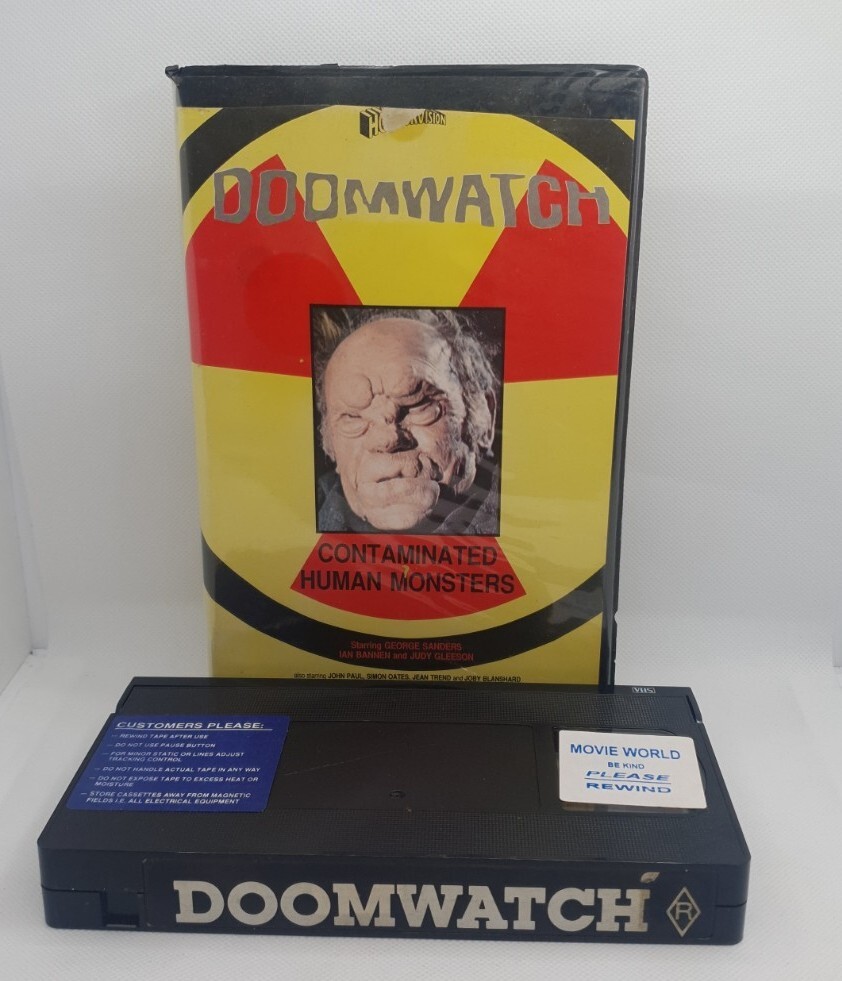 DOOMWATCH
CONTAMINATED
HUMAN MONSTERS
Starring GEORGE SANDERS
IAN BANNEN and JUDY GLEESON
also starring JOHN PAUL, SIMON OATES, JEAN TREND and JOBY BLANSHARD
VHS
CUSTOMERS PLEASE:
— REWIND TAPE AFTER USE
— DO NOT USE PAUSE BUTTON
— FOR MINOR STATIC OR LINES ADJUST
TRACKING CONTROL
— DO NOT HANDLE ACTUAL TAPE IN ANY WAY
— DO NOT EXPOSE TAPE TO EXCESS HEAT OR
MOISTURE
— STORE CASSETTES AWAY FROM MAGNETIC
FIELDS I.E. ALL ELECTRICAL EQUIPMENT
MOVIE WORLD
BE KIND
PLEASE
REWIND
DOOMWATCH
R